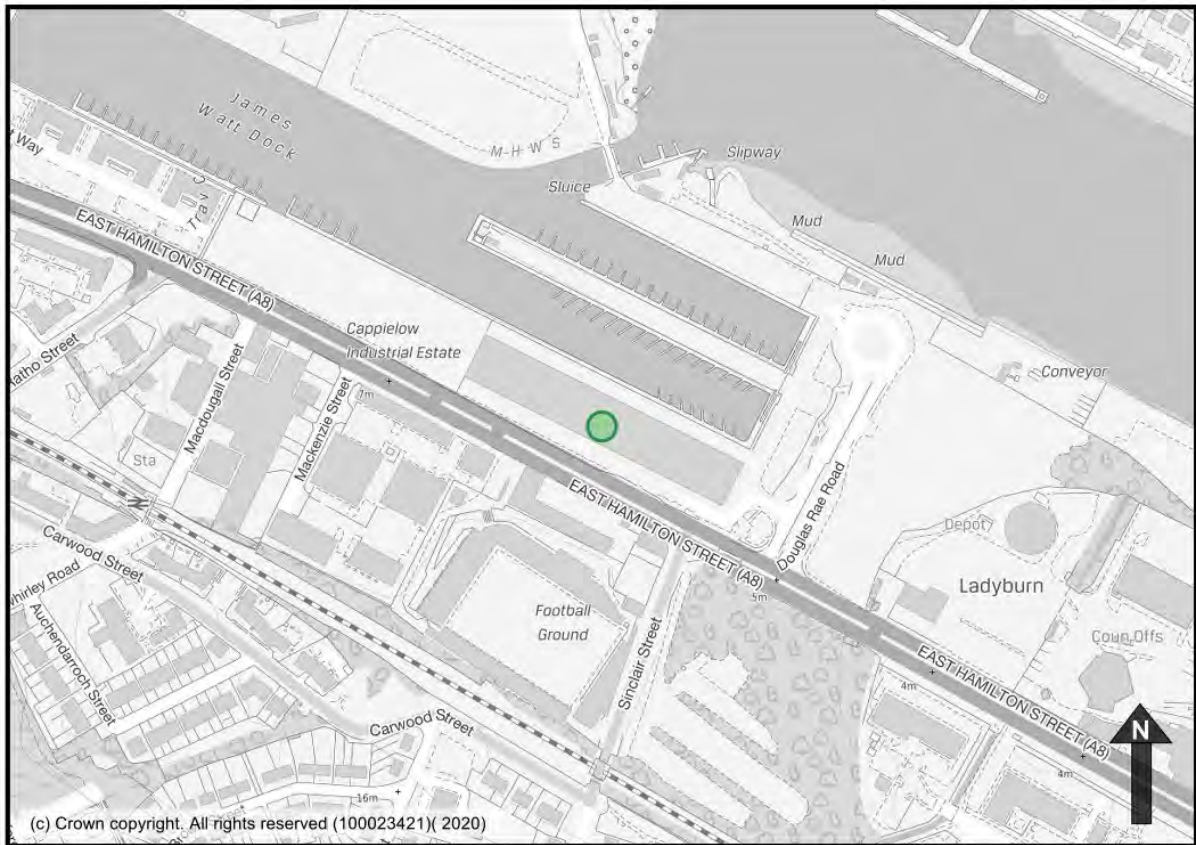 James
Watt Dock
M H W S
Slipway
Sluice
Mud
Mud
Way
EAST HAMILTON STREET (A8)
Cappielow
Industrial Estate
Conveyor
Macdougall Street
Mackenzie Street
1m
Sta
EAST HAMILTON STREET (A8)
Douglas Rae Road
5m
Depot
Ladyburn
Coun Offs
Football
Ground
Sinclair Street
Carwood Street
Auchendarroch Street
EAST HAMILTON STREET (A8)
4m
4m
Carwood Street
16m
N
(c) Crown copyright. All rights reserved (100023421)( 2020)